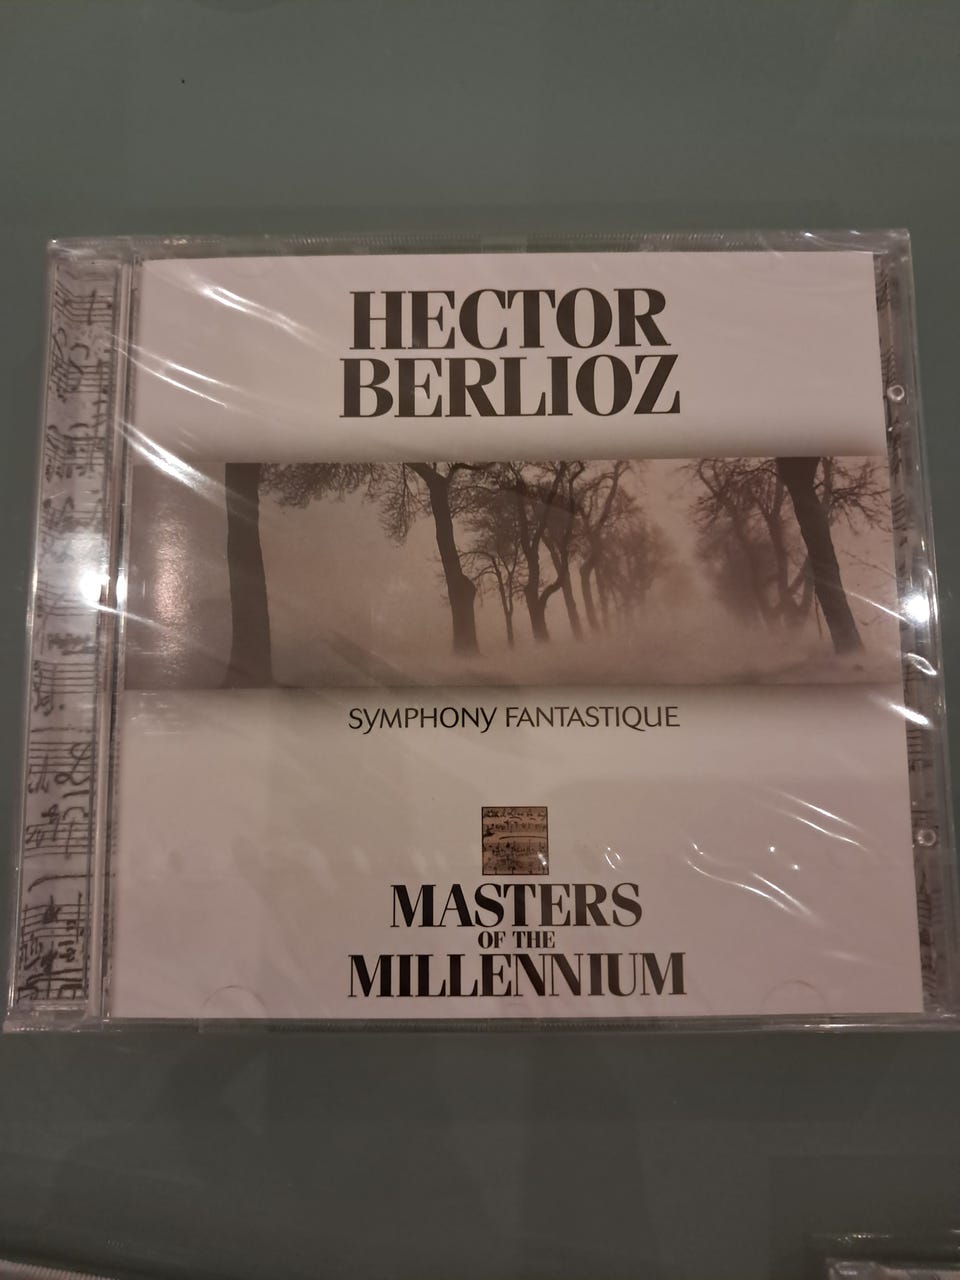 HECTOR
BERLIOZ
SYMPHONY FANTASTIQUE
MASTERS
OF THE
MILLENNIUM